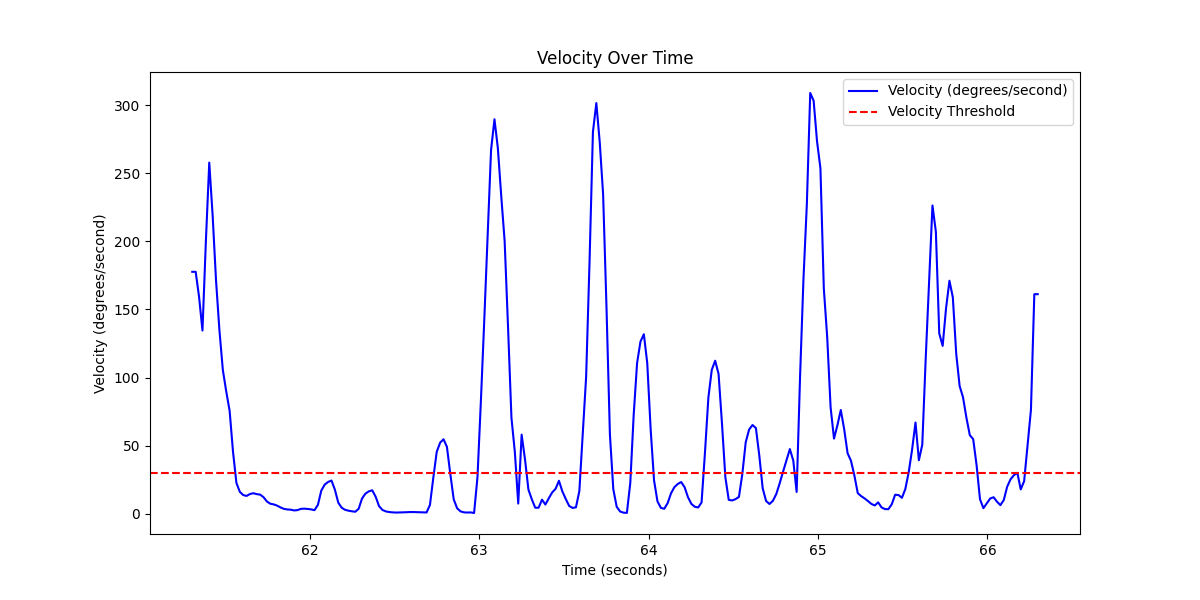 Velocity Over Time
Velocity (degrees/second)
Velocity Threshold
Velocity (degrees/second)
300
250
200
150
100
50
0
62
63
64
65
66
Time (seconds)